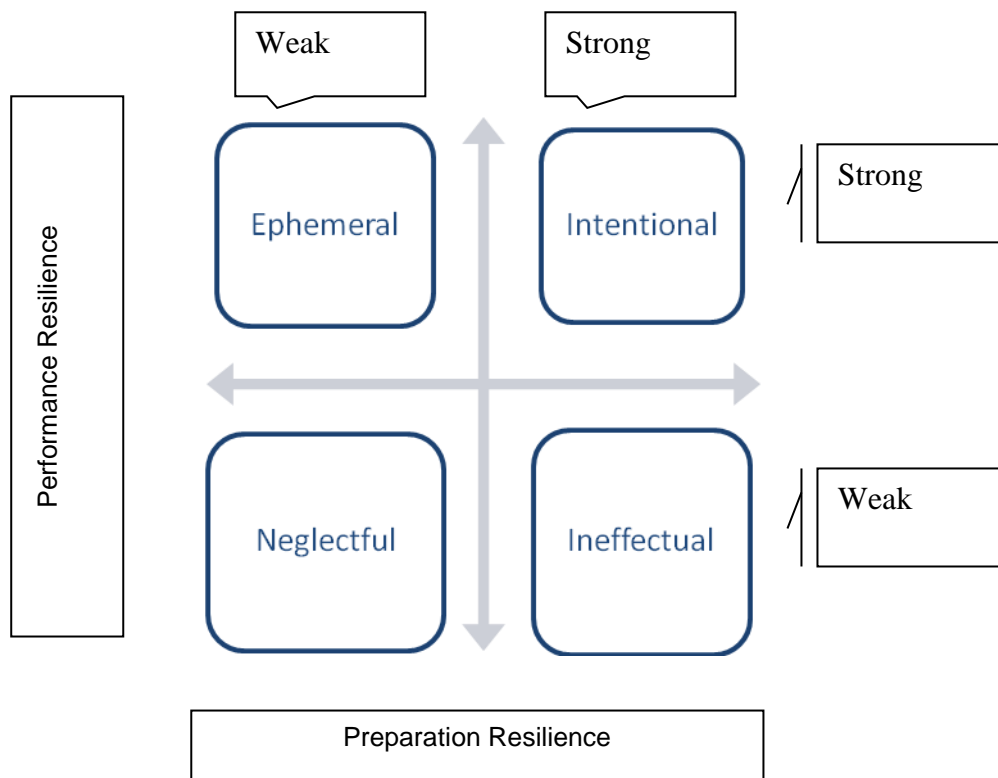 Weak
Strong
Ephemeral
Intentional
Strong
Performance Resilience
Neglectful
Ineffectual
Weak
Preparation Resilience